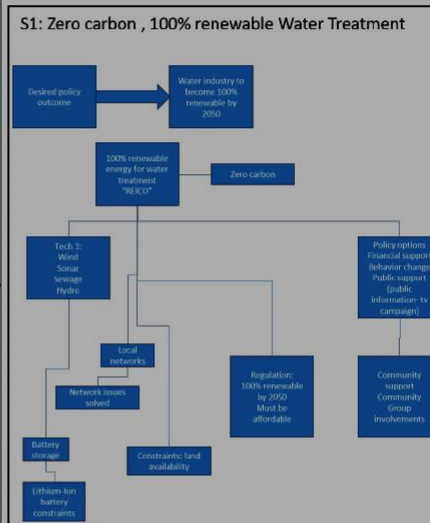 S1: Zero carbon , 100% renewable Water Treatment
Desired policy
outcome
Water industry to
become 100%
renewable by
2050
100% renewable
energy for water
treatment
"REICO"
Zero carbon
Tech 3:
Wind
Sonar
Sewage
Hydro
Policy options
Financial support
Behavior change
Public support
(public
information- tv
campaign)
Local
networks
Network issues
solved
Regulation:
100% renewable
by 2050
Must be
affordable
Community
support
Community
Group
involvements
Battery
storage
Constraints: land
availability
Lithium-Ion
battery
constraints